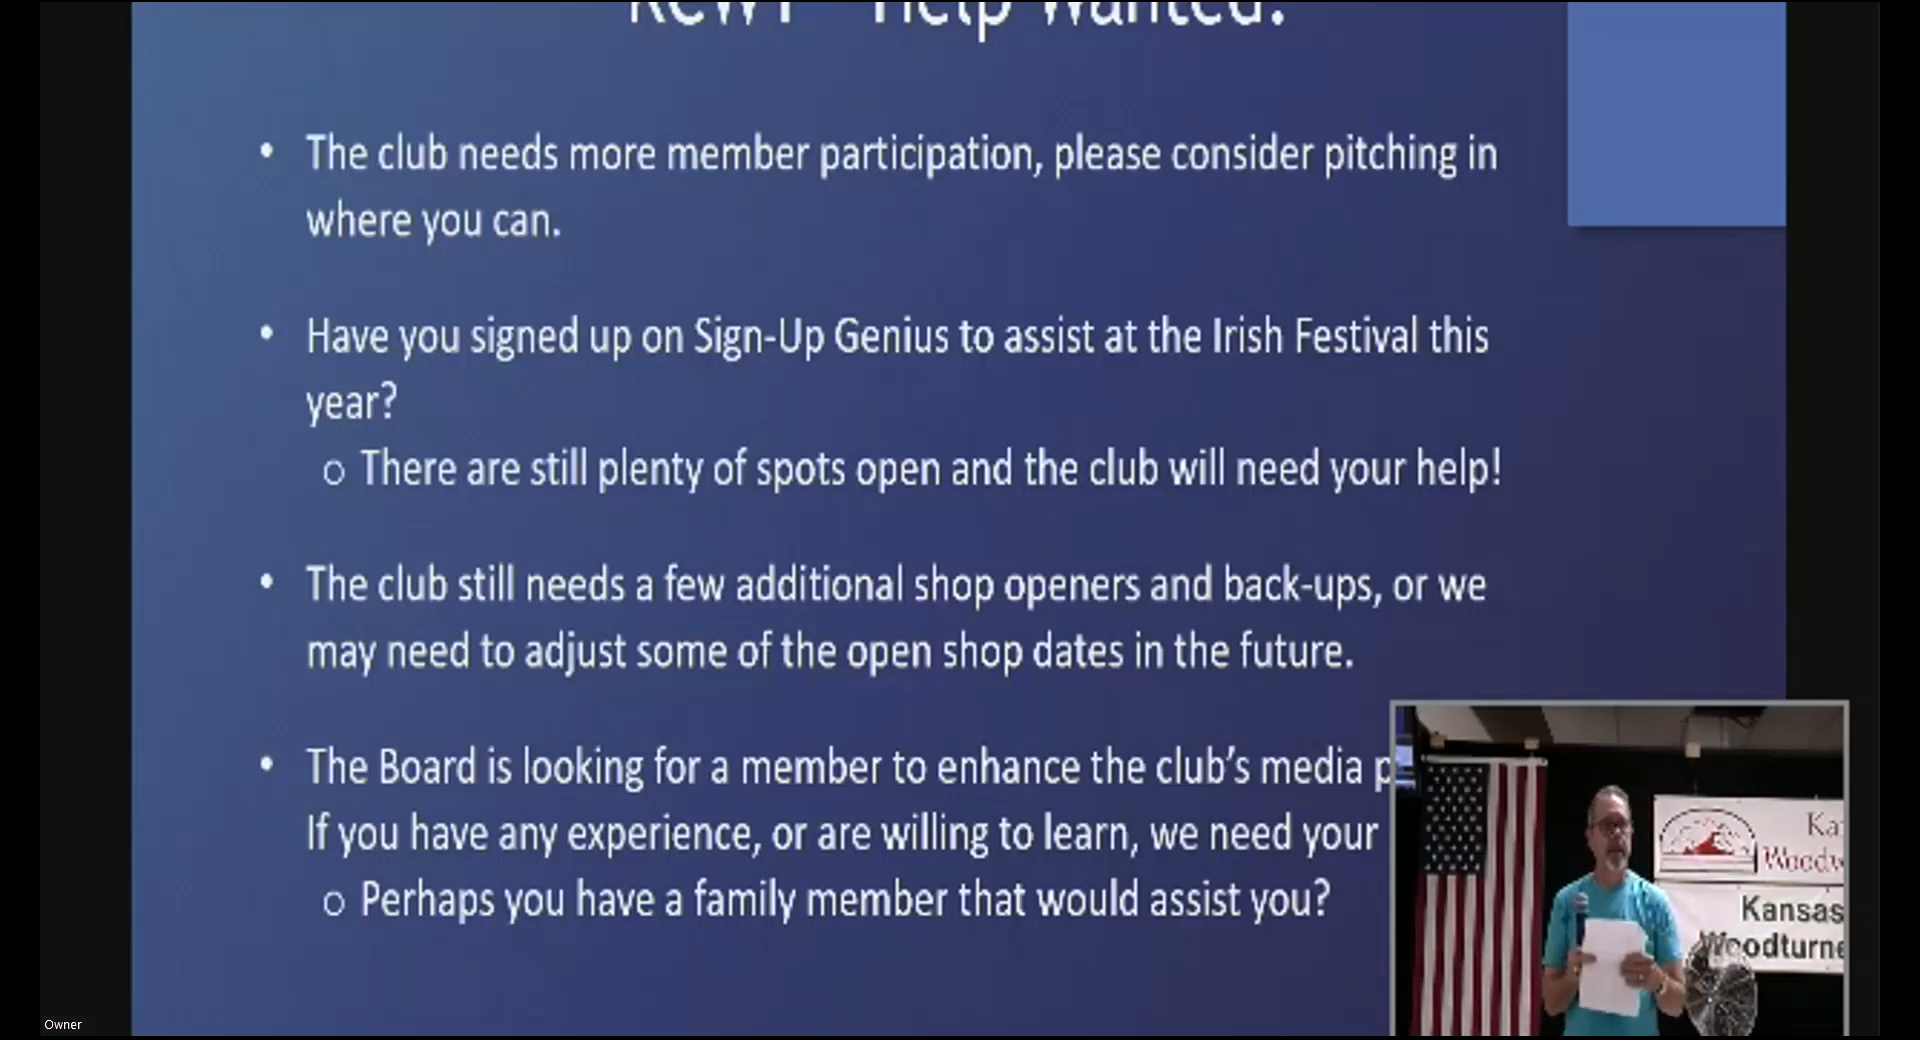 Help Wanted!
• The club needs more member participation, please consider pitching in
where you can.
• Have you signed up on Sign-Up Genius to assist at the Irish Festival this
year?
o There are still plenty of spots open and the club will need your help!
• The club still needs a few additional shop openers and back-ups, or we
may need to adjust some of the open shop dates in the future.
• The Board is looking for a member to enhance the club’s media p
If you have any experience, or are willing to learn, we need your
o Perhaps you have a family member that would assist you?
Ka
Woodw
Kansas
Woodturne
Owner